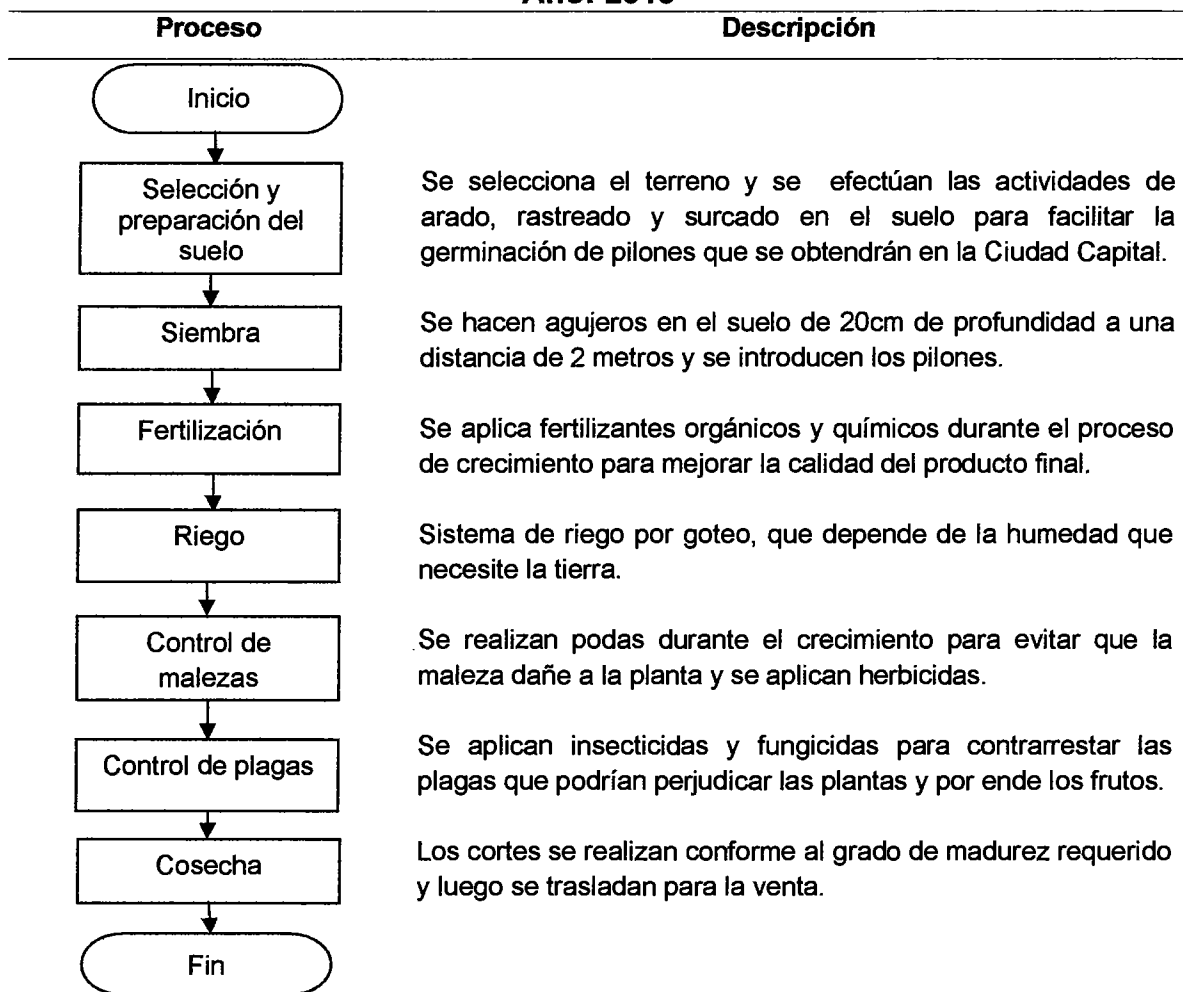 Proceso Descripción
Inicio
Selección y
preparación del
suelo
Se selecciona el terreno y se efectúan las actividades de
arado, rastreado y surcado en el suelo para facilitar la
germinación de pilones que se obtendrán en la Ciudad Capital.
Siembra
Se hacen agujeros en el suelo de 20cm de profundidad a una
distancia de 2 metros y se introducen los pilones.
Fertilización
Se aplica fertilizantes orgánicos y químicos durante el proceso
de crecimiento para mejorar la calidad del producto final.
Riego
Sistema de riego por goteo, que depende de la humedad que
necesite la tierra.
Control de
malezas
Se realizan podas durante el crecimiento para evitar que la
maleza dañe a la planta y se aplican herbicidas.
Control de plagas
Se aplican insecticidas y fungicidas para contrarrestar las
plagas que podrían perjudicar las plantas y por ende los frutos.
Cosecha
Los cortes se realizan conforme al grado de madurez requerido
y luego se trasladan para la venta.
Fin